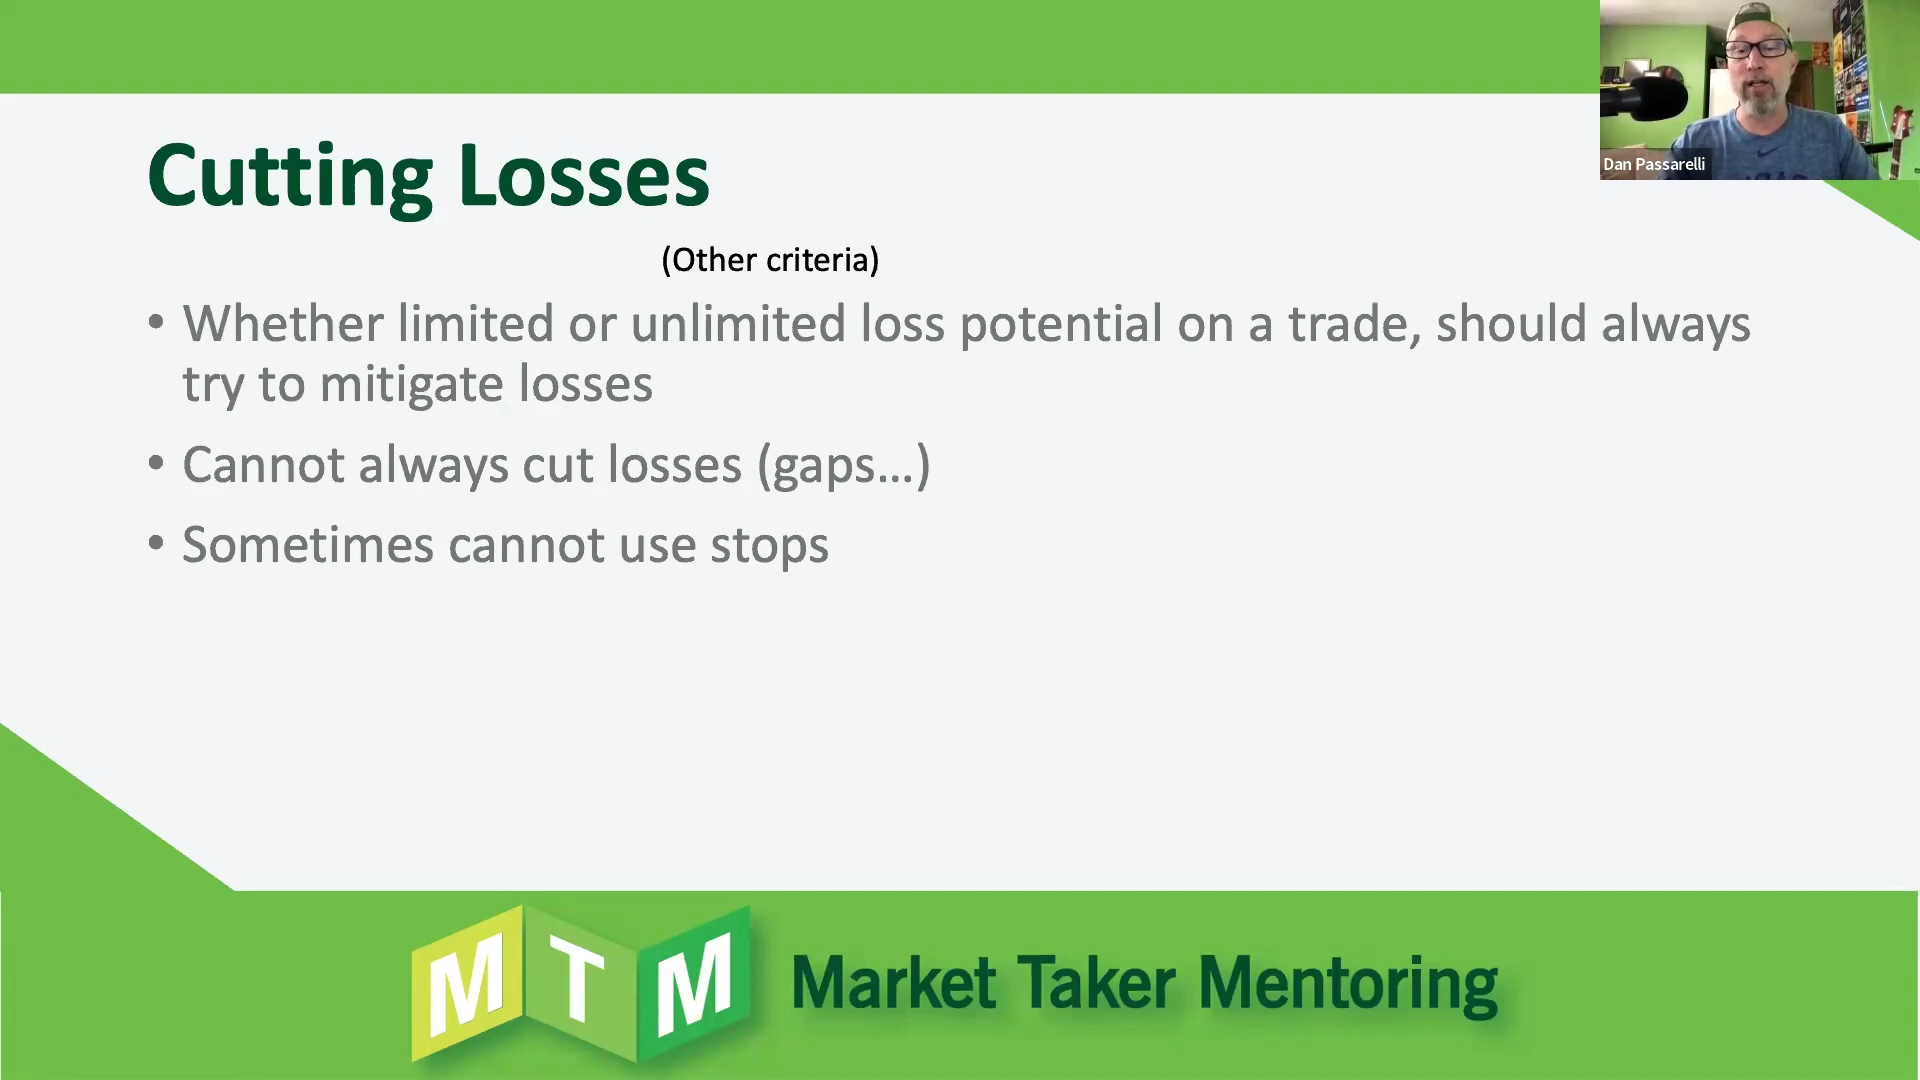 Dan Passarelli
Cutting Losses
(Other criteria)
• Whether limited or unlimited loss potential on a trade, should always
try to mitigate losses
• Cannot always cut losses (gaps...)
• Sometimes cannot use stops
MTM Market Taker Mentoring